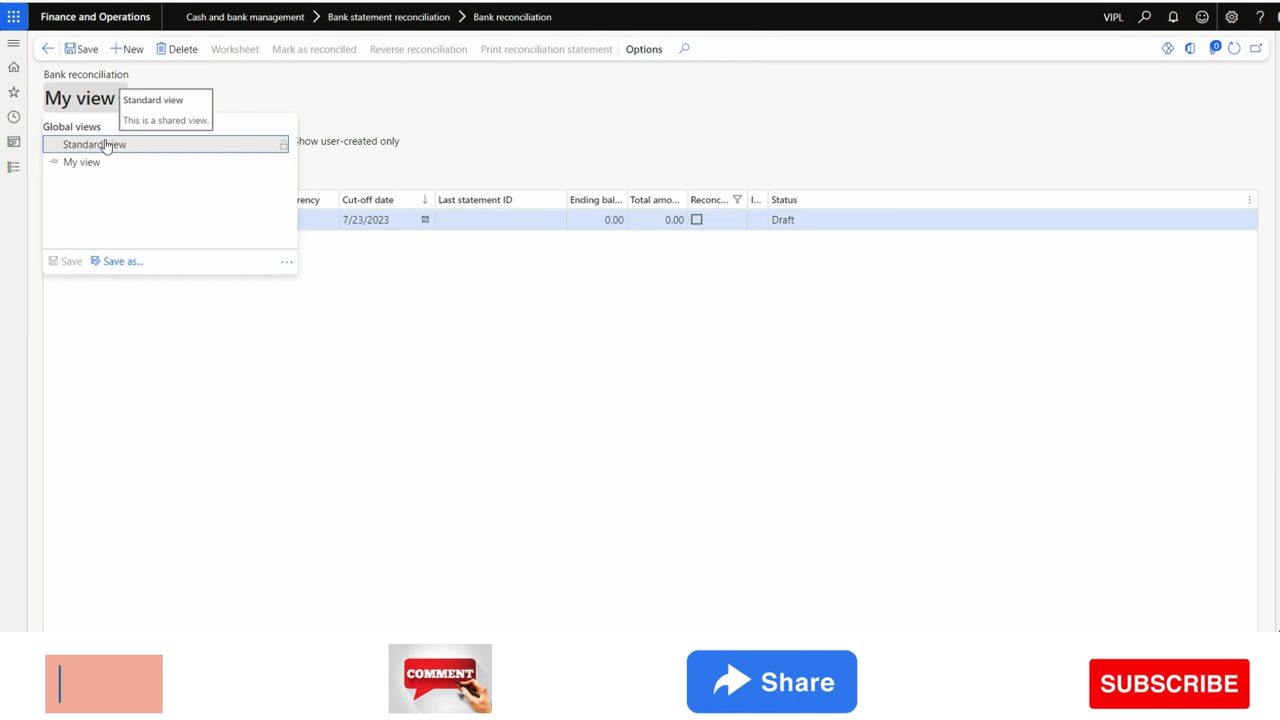 Finance and Operations Cash and bank management Bank statement reconciliation Bank reconciliation VIPL ?
Save New Delete Worksheet Mark as reconciled Reverse reconciliation Print reconciliation statement Options 0
Bank reconciliation
My view
Standard view
This is a shared view.
Global views
Standard view
Show user-created only
My view
rency Cut-off date Last statement ID Ending bal... Total amo... Reconc... I... Status
7/23/2023 0.00 0.00 Draft
Save Save as... ...
COMMENT
Share
SUBSCRIBE